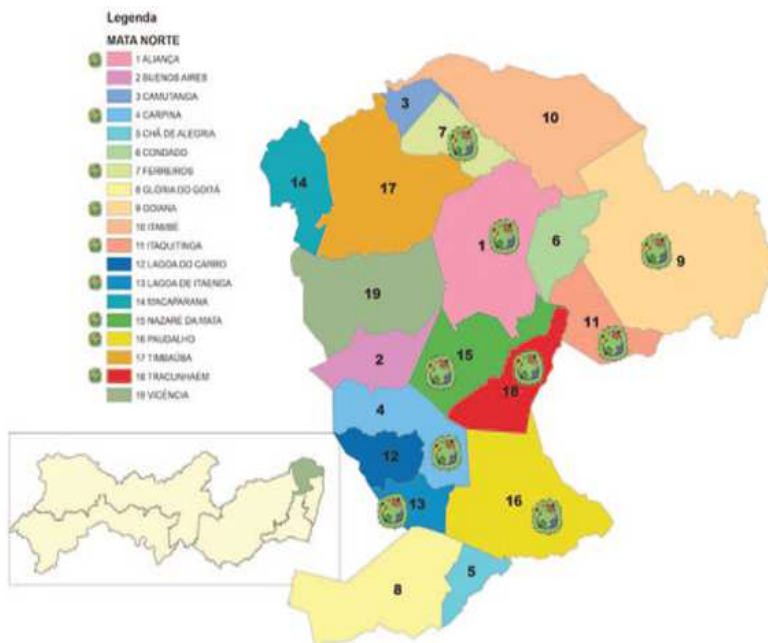 Legenda
MATA NORTE
1 ALIANÇA
2 BUENOS AIRES
3 CAMUTANGA
4 CARPINA
5 CHÃ DE ALEGRIA
6 CONDADO
7 FERREIROS
8 GLORIA DO GOITÁ
9 GOIANA
10 ITAMBÉ
11 ITAQUITINGA
12 LAGOA DO CARRO
13 LAGOA DE ITAENGA
14 MACAPARANA
15 NAZARÉ DA MATA
16 PAUDALHO
17 TIMBAÚBA
18 TRACUNHAÉM
19 VICÊNCIA
3
10
7
14
17
1
6
9
19
11
2
15
18
4
12
13
16
8
5